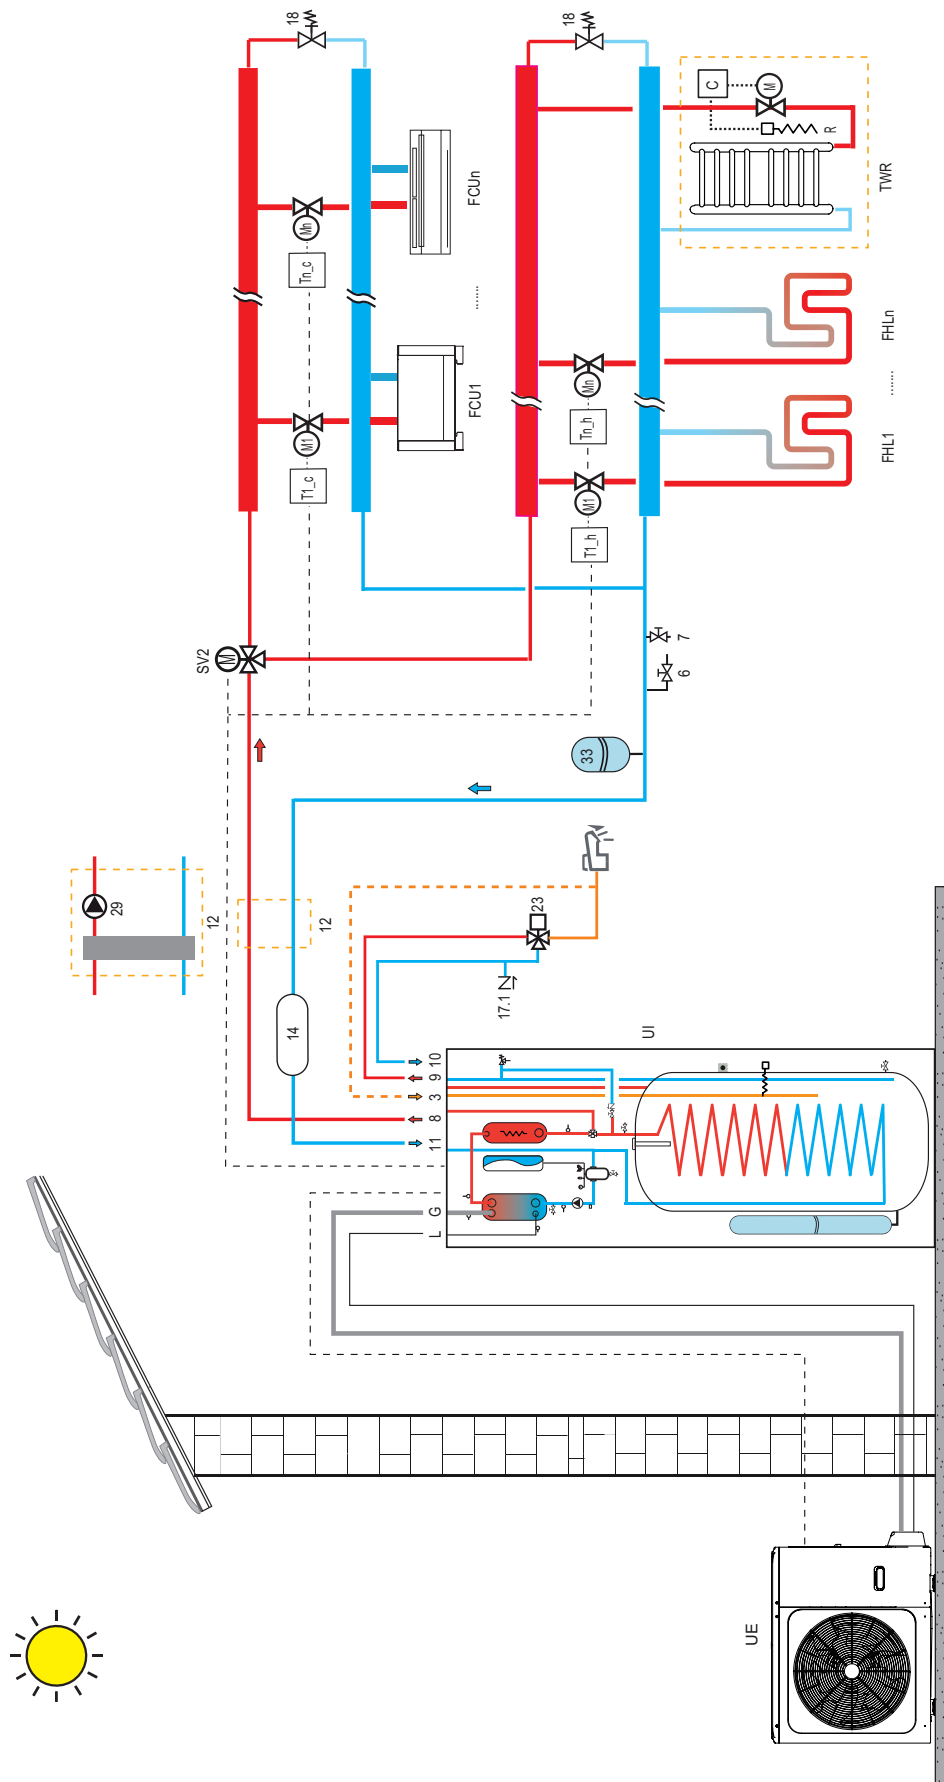 18
18
C
M
R
TWR
Mn
Tn_c
FCUn
........
M1
T1_c
FCU1
Mn
Tn_h
FHLn
........
M1
T1_h
FHL1
SV2
M
7
6
33
29
12
12
14
23
17.1
10
9
3
8
11
G
L
UI
UE